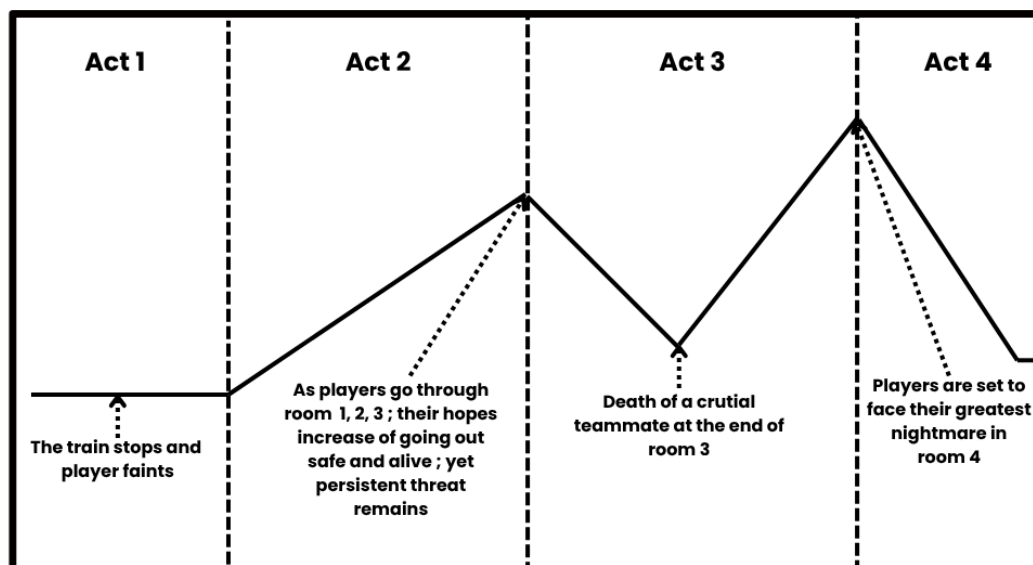 Act 1
Act 2
Act 3
Act 4
The train stops and
player faints
As players go through
room 1, 2, 3 ; their hopes
increase of going out
safe and alive ; yet
persistent threat
remains
Death of a crutial
teammate at the end of
room 3
Players are set to
face their greatest
nightmare in
room 4